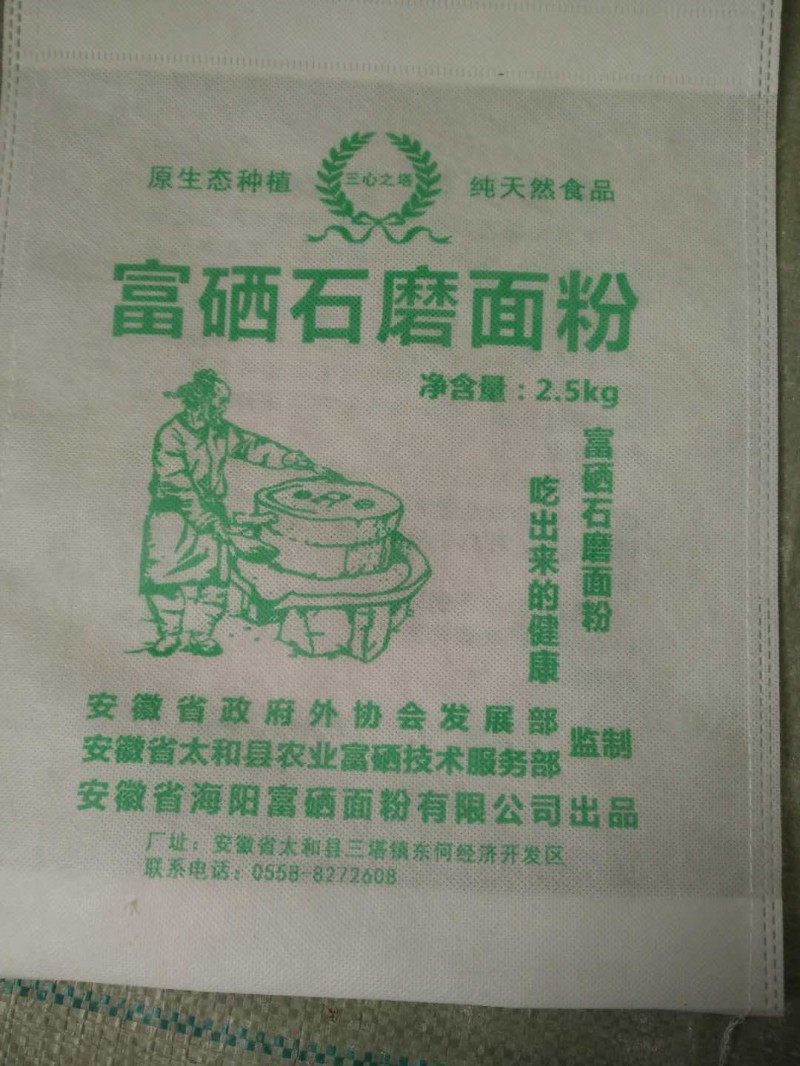 原生态种植
三心之塔
纯天然食品
富硒石磨面粉
净含量：2.5kg
富硒石磨面粉
吃出来的健康
安徽省政府外协会发展部
安徽省太和县农业富硒技术服务部
监制
安徽省海阳富硒面粉有限公司出品
厂址：安徽省太和县三塔镇东何经济开发区
联系电话：0558-8272608